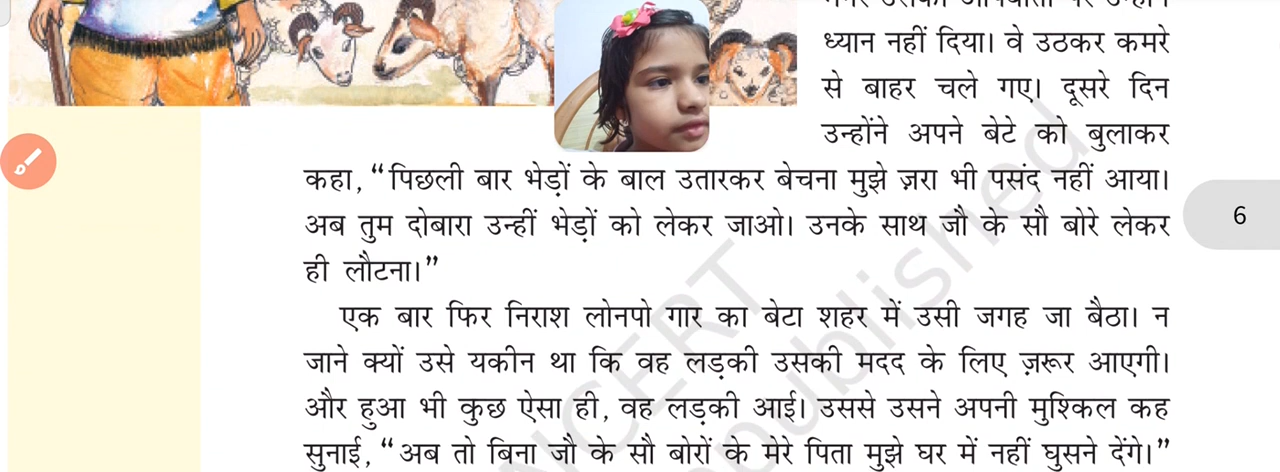 ध्यान नहीं दिया। वे उठकर कमरे
से बाहर चले गए। दूसरे दिन
उन्होंने अपने बेटे को बुलाकर
कहा, “पिछली बार भेड़ों के बाल उतारकर बेचना मुझे ज़रा भी पसंद नहीं आया।
अब तुम दोबारा उन्हीं भेड़ों को लेकर जाओ। उनके साथ जौ के सौ बोरे लेकर
ही लौटना।”
एक बार फिर निराश लोनपो गार का बेटा शहर में उसी जगह जा बैठा। न
जाने क्यों उसे यकीन था कि वह लड़की उसकी मदद के लिए ज़रूर आएगी।
और हुआ भी कुछ ऐसा ही, वह लड़की आई। उससे उसने अपनी मुश्किल कह
सुनाई, “अब तो बिना जौ के सौ बोरों के मेरे पिता मुझे घर में नहीं घुसने देंगे।”
6
NCERT
republished